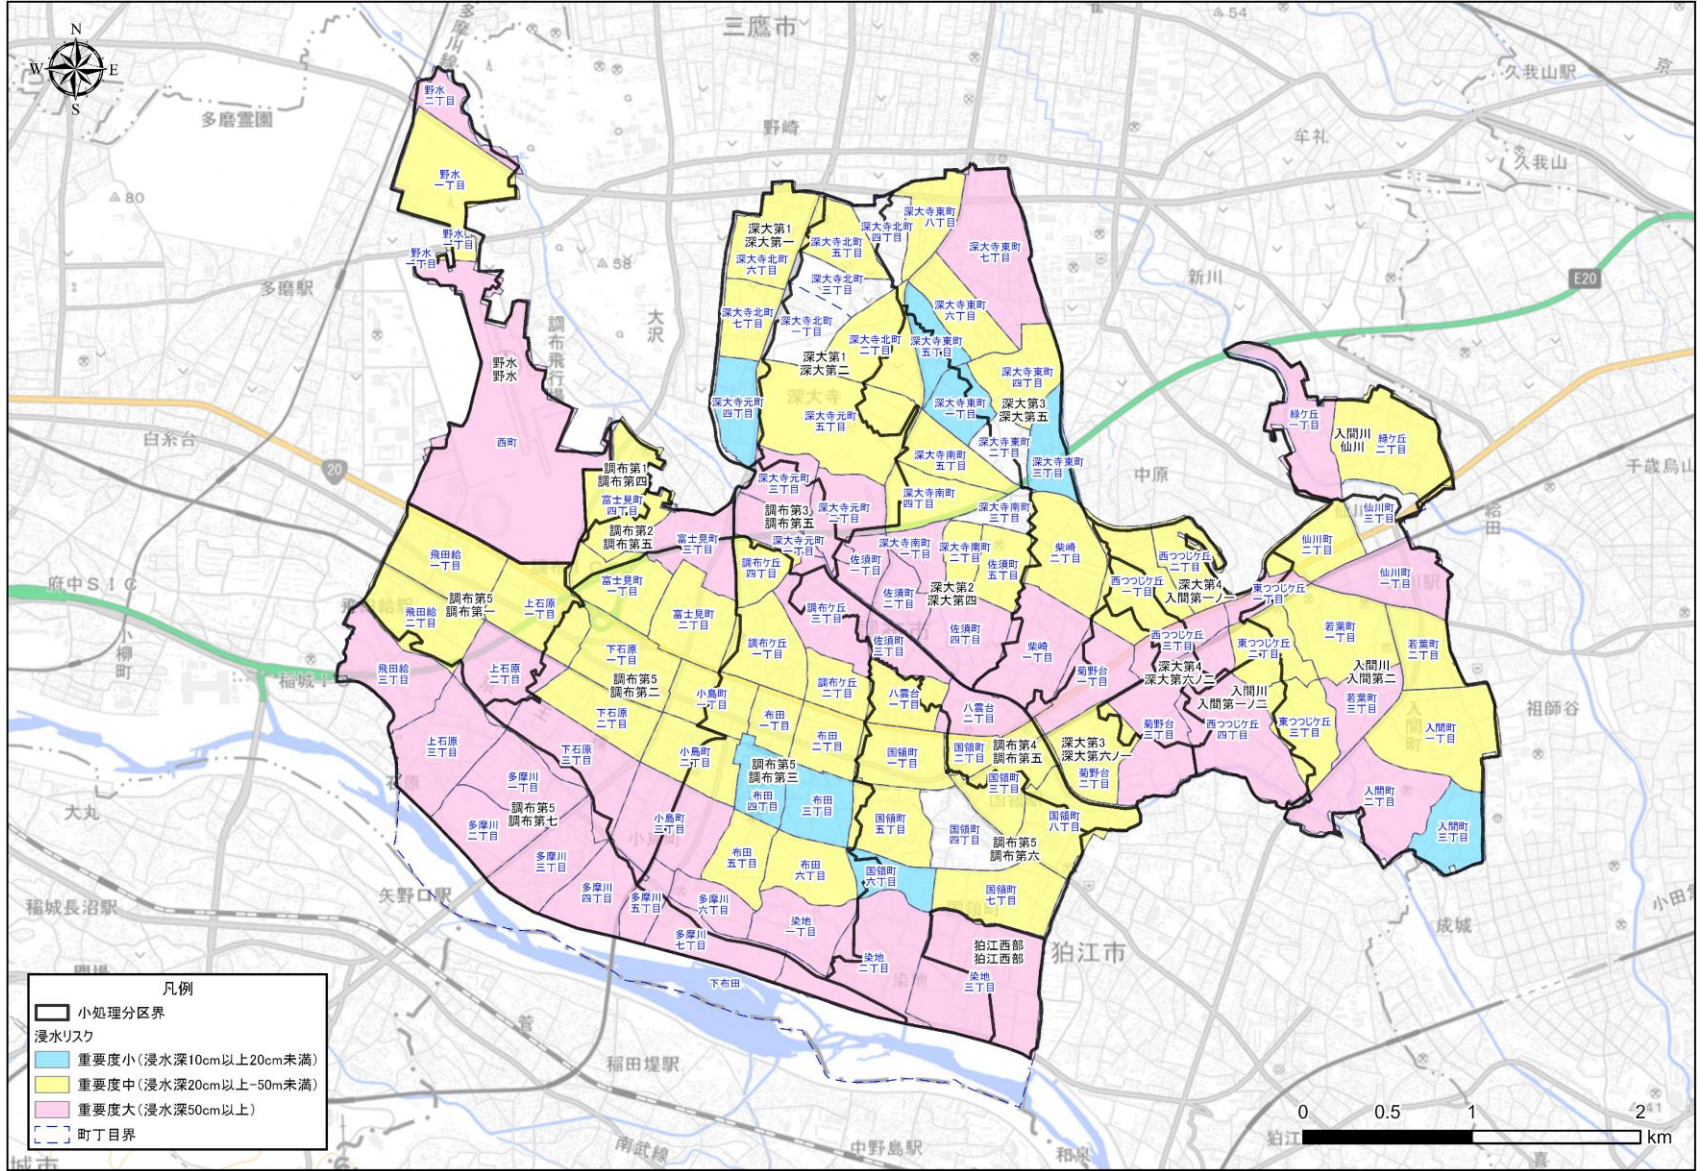 三鷹市
多摩川線
△54
久我山駅
京
N
W
E
S
多磨霊園
野水
二丁目
野崎
牟礼
久我山
野水
一丁目
△80
深大寺東町
八丁目
深大寺北町
四丁目
深大第1
深大第一
深大寺北町
五丁目
深大寺東町
七丁目
野水
一丁目
野水
一丁目
△58
深大寺北町
六丁目
深大寺北町
三丁目
新川
E20
多磨駅
深大寺東町
六丁目
深大寺北町
七丁目
深大寺北町
一丁目
大沢
調布飛行場
深大寺北町
二丁目
深大寺東町
五丁目
野水
野水
深大第1
深大第二
深大寺東町
四丁目
深大寺
深大寺元町
四丁目
深大寺東町
一丁目
深大第3
深大第五
緑ケ丘
一丁目
深大寺元町
五丁目
白糸台
西町
深大寺東町
二丁目
入間川
仙川
緑ケ丘
二丁目
20
深大寺南町
五丁目
深大寺東町
三丁目
中原
千歳烏山
調布第1
調布第四
深大寺元町
三丁目
富士見町
四丁目
深大寺南町
四丁目
深大寺元町
二丁目
調布第3
調布第五
深大寺南町
三丁目
仙川町
三丁目
給田
調布第2
調布第五
富士見町
三丁目
深大寺元町
一丁目
深大寺南町
一丁目
深大寺南町
二丁目
柴崎
二丁目
仙川町
二丁目
飛田給
一丁目
佐須町
一丁目
佐須町
五丁目
西つつじケ丘
二丁目
調布ケ丘
四丁目
仙川町
一丁目
府中SIC
富士見町
一丁目
深大第2
深大第四
西つつじケ丘
一丁目
深大第4
入間第一ノ一
東つつじケ丘
一丁目
調布第5
調布第一
上石原
一丁目
佐須町
二丁目
飛田給
二丁目
富士見町
二丁目
調布ケ丘
三丁目
小柳町
佐須町
三丁目
佐須町
四丁目
西つつじケ丘
三丁目
若葉町
一丁目
調布ケ丘
一丁目
柴崎
一丁目
東つつじケ丘
二丁目
若葉町
二丁目
下石原
一丁目
飛田給
三丁目
上石原
二丁目
菊野台
一丁目
深大第4
深大第六ノ二
入間川
入間第二
稲城IC
調布第5
調布第二
調布ケ丘
二丁目
小島町
一丁目
八雲台
一丁目
入間川
入間第一ノ二
若葉町
三丁目
八雲台
二丁目
祖師谷
下石原
二丁目
布田
一丁目
菊野台
三丁目
西つつじケ丘
四丁目
東つつじケ丘
三丁目
入間町
一丁目
上石原
三丁目
布田
二丁目
下石原
三丁目
小島町
二丁目
国領町
一丁目
国領町
二丁目
調布第4
調布第五
深大第3
深大第六ノ一
調布第5
調布第三
菊野台
二丁目
多摩川
一丁目
国領町
三丁目
入間町
二丁目
大丸
調布第5
調布第七
布田
四丁目
布田
三丁目
小島町
三丁目
国領町
五丁目
国領町
四丁目
国領町
八丁目
多摩川
二丁目
入間町
三丁目
調布第5
調布第六
多摩川
三丁目
布田
五丁目
布田
六丁目
国領町
六丁目
矢野口駅
多摩川
四丁目
多摩川
五丁目
多摩川
六丁目
国領町
七丁目
稲城長沼駅
小田急
成城
染地
一丁目
多摩川
七丁目
狛江西部
狛江西部
狛江市
染地
二丁目
下布田
染地
三丁目
凡例
小処理分区界
浸水リスク
重要度小(浸水深10cm以上20cm未満)
重要度中(浸水深20cm以上-50m未満)
重要度大(浸水深50cm以上)
町丁目界
菅
稲田堤駅
南武線
中野島駅
和泉
狛江
喜
城市
0 0.5 1 2
km